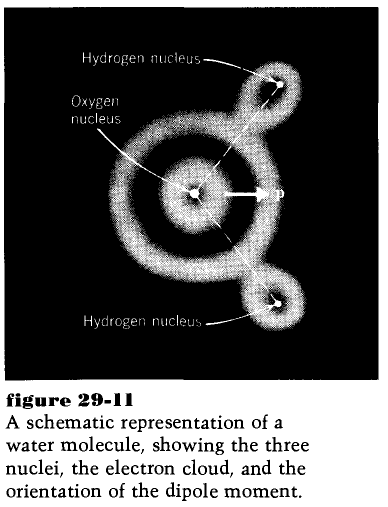 Hydrogen nucleus
Oxygen
nucleus
p
Hydrogen nucleus
figure 29-11
A schematic representation of a
water molecule, showing the three
nuclei, the electron cloud, and the
orientation of the dipole moment.